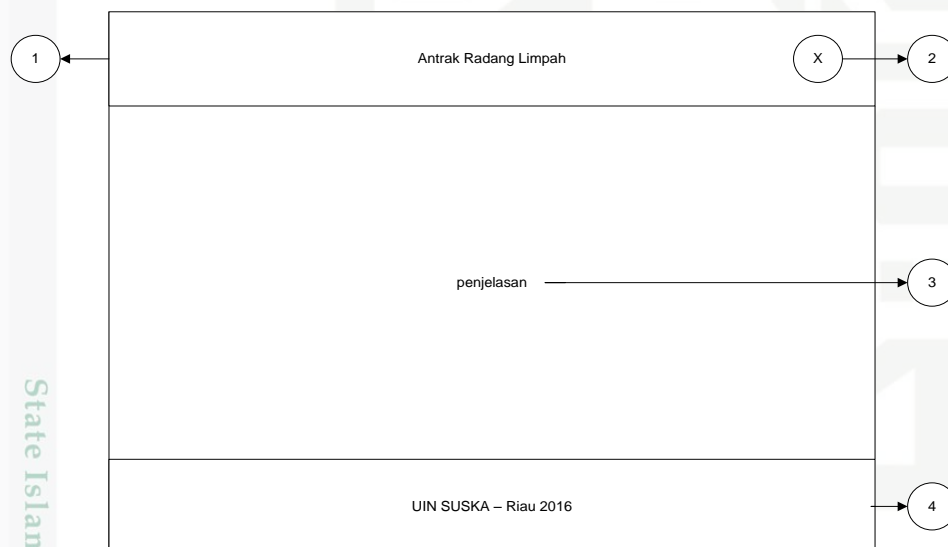 1
Antrak Radang Limpah
X
2
penjelasan
3
State Islam
UIN SUSKA – Riau 2016
4